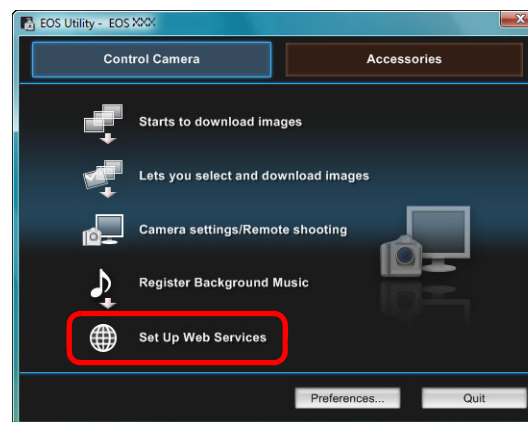 EOS Utility - EOS XXX
Control Camera
Accessories
Starts to download images
Lets you select and download images
Camera settings/Remote shooting
Register Background Music
Set Up Web Services
Preferences...
Quit